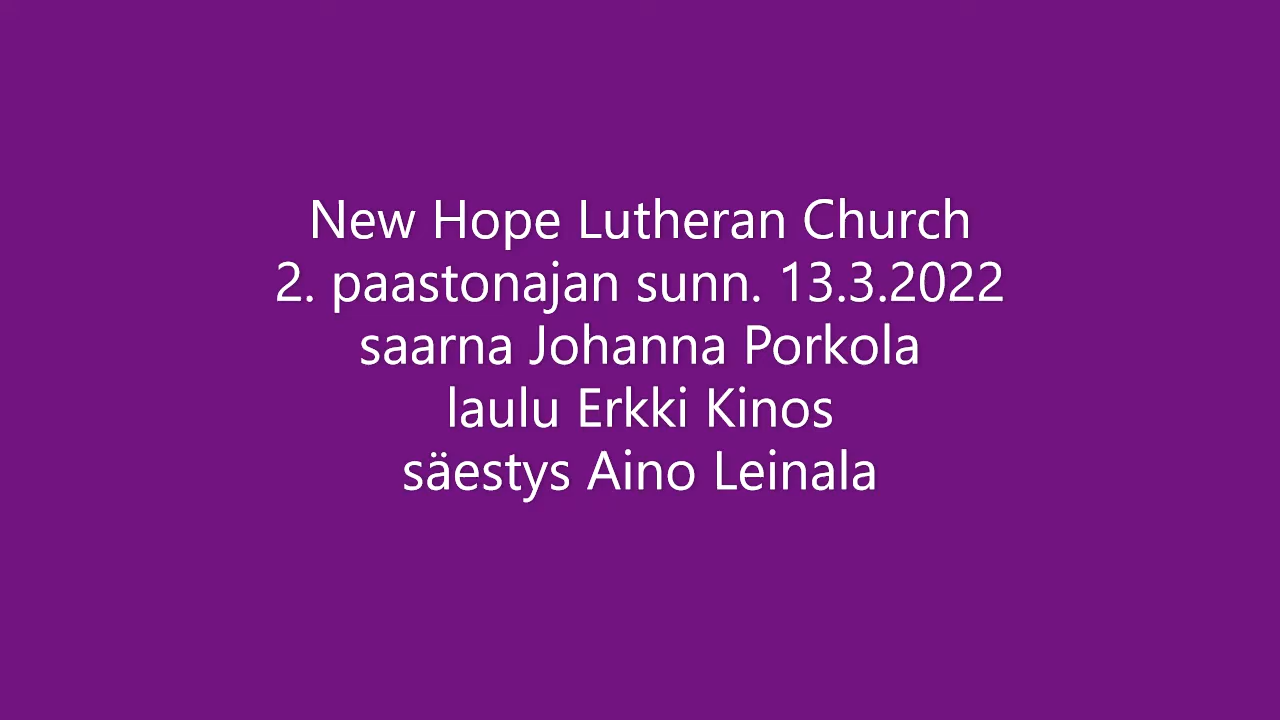 New Hope Lutheran Church
2. paastonajan sunn. 13.3.2022
saarna Johanna Porkola
laulu Erkki Kinos
säestys Aino Leinala